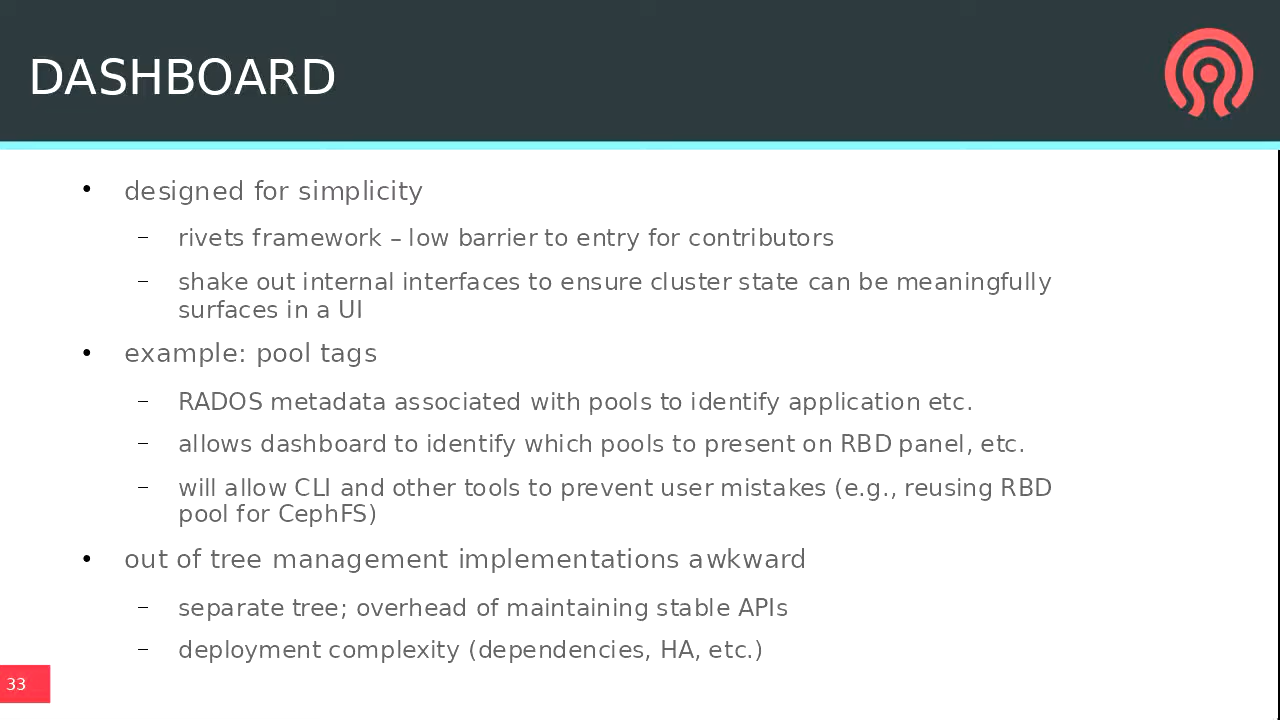 DASHBOARD
• designed for simplicity
– rivets framework – low barrier to entry for contributors
– shake out internal interfaces to ensure cluster state can be meaningfully
surfaces in a UI
• example: pool tags
– RADOS metadata associated with pools to identify application etc.
– allows dashboard to identify which pools to present on RBD panel, etc.
– will allow CLI and other tools to prevent user mistakes (e.g., reusing RBD
pool for CephFS)
• out of tree management implementations awkward
– separate tree; overhead of maintaining stable APIs
– deployment complexity (dependencies, HA, etc.)
33